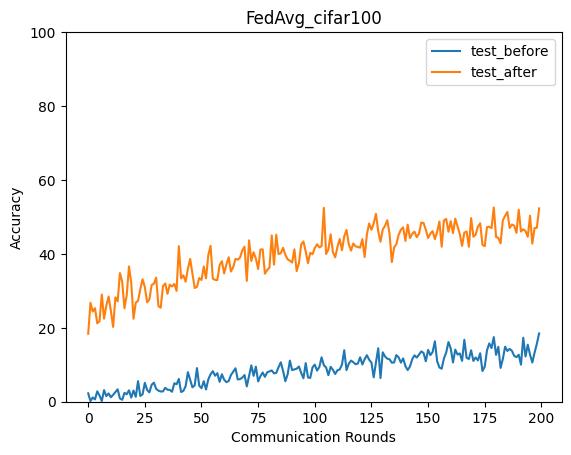 FedAvg_cifar100
100
80
60
40
20
0
Accuracy
test_before
test_after
0 25 50 75 100 125 150 175 200
Communication Rounds